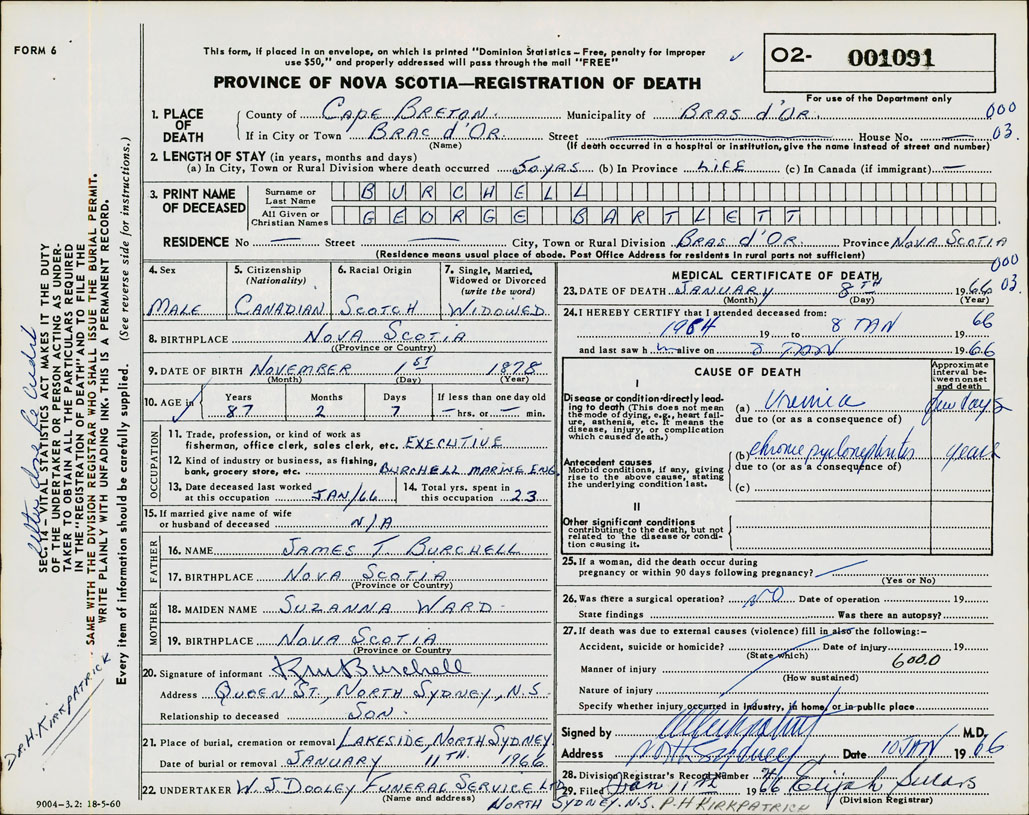 FORM 6
This form, if placed in an envelope, on which is printed "Dominion Statistics – Free, penalty for improper
use $50," and properly addressed will pass through the mail "FREE"
PROVINCE OF NOVA SCOTIA—REGISTRATION OF DEATH
O2- 001091
For use of the Department only
1. PLACE OF DEATH
County of CAPE BRETON. Municipality of BRAS d'OR. 000
If in City or Town BRAC d'OR. Street House No. 03.
(Name) (If death occurred in a hospital or institution, give the name instead of street and number)
2. LENGTH OF STAY (in years, months and days)
(a) In City, Town or Rural Division where death occurred 50 YRS (b) In Province LIFE (c) In Canada (if immigrant) —
3. PRINT NAME OF DECEASED
Surname or Last Name BURCHELL
All Given or Christian Names GEORGE BARTLETT
RESIDENCE No — Street — City, Town or Rural Division BRAS d'OR. Province NOVA SCOTIA
(Residence means usual place of abode. Post Office Address for residents in rural parts not sufficient)
4. Sex
MALE
5. Citizenship (Nationality)
CANADIAN
6. Racial Origin
SCOTCH
7. Single, Married, Widowed or Divorced (write the word)
WIDOWED
8. BIRTHPLACE NOVA SCOTIA
((Province or Country)
9. DATE OF BIRTH NOVEMBER 1ST 1878
(Month) (Day) (Year)
10. AGE in Years Months Days If less than one day old
87 2 7 — hrs. or — min.
OCCUPATION
11. Trade, profession, or kind of work as
fisherman, office clerk, sales clerk, etc. EXECUTIVE
12. Kind of industry or business, as fishing,
bank, grocery store, etc. BURCHELL MARINE ENG
13. Date deceased last worked
at this occupation JAN/66
14. Total yrs. spent in
this occupation 23
15. If married give name of wife
or husband of deceased N/A
FATHER
16. NAME JAMES T. BURCHELL
17. BIRTHPLACE NOVA SCOTIA
(Province or Country)
MOTHER
18. MAIDEN NAME SUZANNA WARD
19. BIRTHPLACE NOVA SCOTIA
(Province or Country)
20. Signature of informant Burchell
Address QUEEN ST., NORTH SYDNEY, N.S.
Relationship to deceased SON.
21. Place of burial, cremation or removal LAKESIDE, NORTH SYDNEY
Date of burial or removal JANUARY 11TH. 1966.
22. UNDERTAKER W. J. DOOLEY FUNERAL SERVICE LTD
(Name and address) NORTH SYDNEY. N.S.
000
MEDICAL CERTIFICATE OF DEATH 03.
23. DATE OF DEATH JANUARY 8TH 1966
(Month) (Day) (Year)
24. I HEREBY CERTIFY that I attended deceased from:
1964 19 to 8 JAN 66
and last saw h im alive on 8 JAN 1966
CAUSE OF DEATH
Approximate interval between onset and death
I
Disease or condition directly leading to death (This does not mean the mode of dying, e.g., heart failure, asthenia, etc. It means the disease, injury, or complication which caused death.)
(a) Uremia few Days
due to (or as a consequence of)
Antecedent causes
Morbid conditions, if any, giving rise to the above cause, stating the underlying condition last.
(b) chronic pyelonephritis years
due to (or as a consequence of)
(c)
II
Other significant conditions
contributing to the death, but not related to the disease or condition causing it.
25. If a woman, did the death occur during
pregnancy or within 90 days following pregnancy?
(Yes or No)
26. Was there a surgical operation? NO Date of operation 19
State findings Was there an autopsy?
27. If death was due to external causes (violence) fill in also the following:–
Accident, suicide or homicide? Date of injury 19
(State which)
Manner of injury 600.0
(How sustained)
Nature of injury
Specify whether injury occurred in industry, in home, or in public place
Signed by M.D.
Address Date 10 JAN 1966
28. Division Registrar's Record Number
29. Filed Jan 11th 1966 Elijah
(Division Registrar)
P. H KIRKPATRICK
SEC. 14 – VITAL STATISTICS ACT MAKES IT THE DUTY
OF THE UNDERTAKER OR PERSON ACTING AS UNDER-
TAKER TO OBTAIN ALL THE PARTICULARS REQUIRED
IN THE "REGISTRATION OF DEATH" AND TO FILE THE
SAME WITH THE DIVISION REGISTRAR WHO SHALL ISSUE THE BURIAL PERMIT.
WRITE PLAINLY WITH UNFADING INK. THIS IS A PERMANENT RECORD.
Every item of information should be carefully supplied. (See reverse side for instructions.)
DR. H. KIRKPATRICK
9004–3.2: 18-5-60